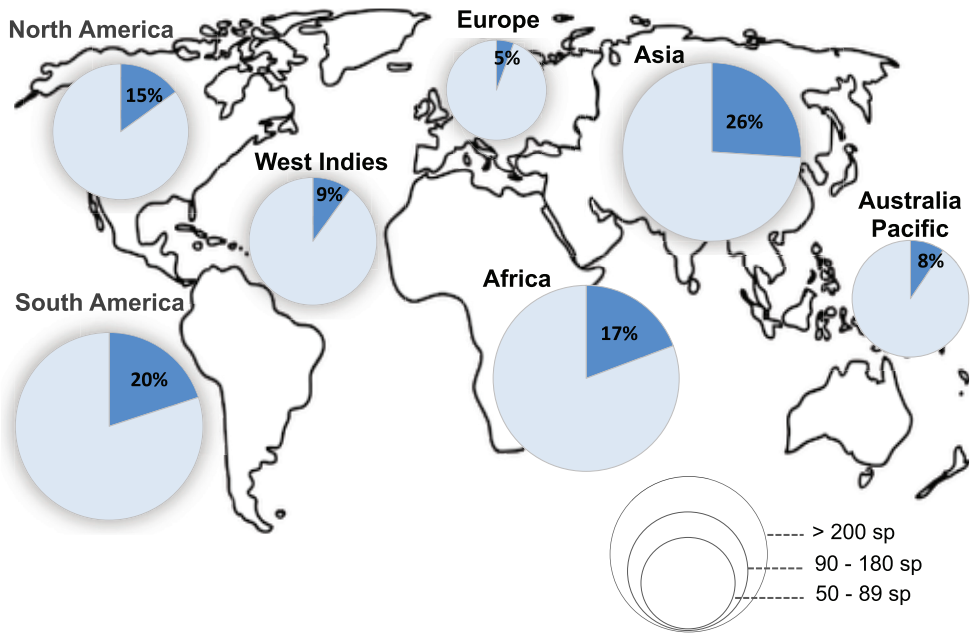 North America
15%
Europe
5%
Asia
26%
West Indies
9%
Australia
Pacific
8%
South America
20%
Africa
17%
> 200 sp
90 - 180 sp
50 - 89 sp